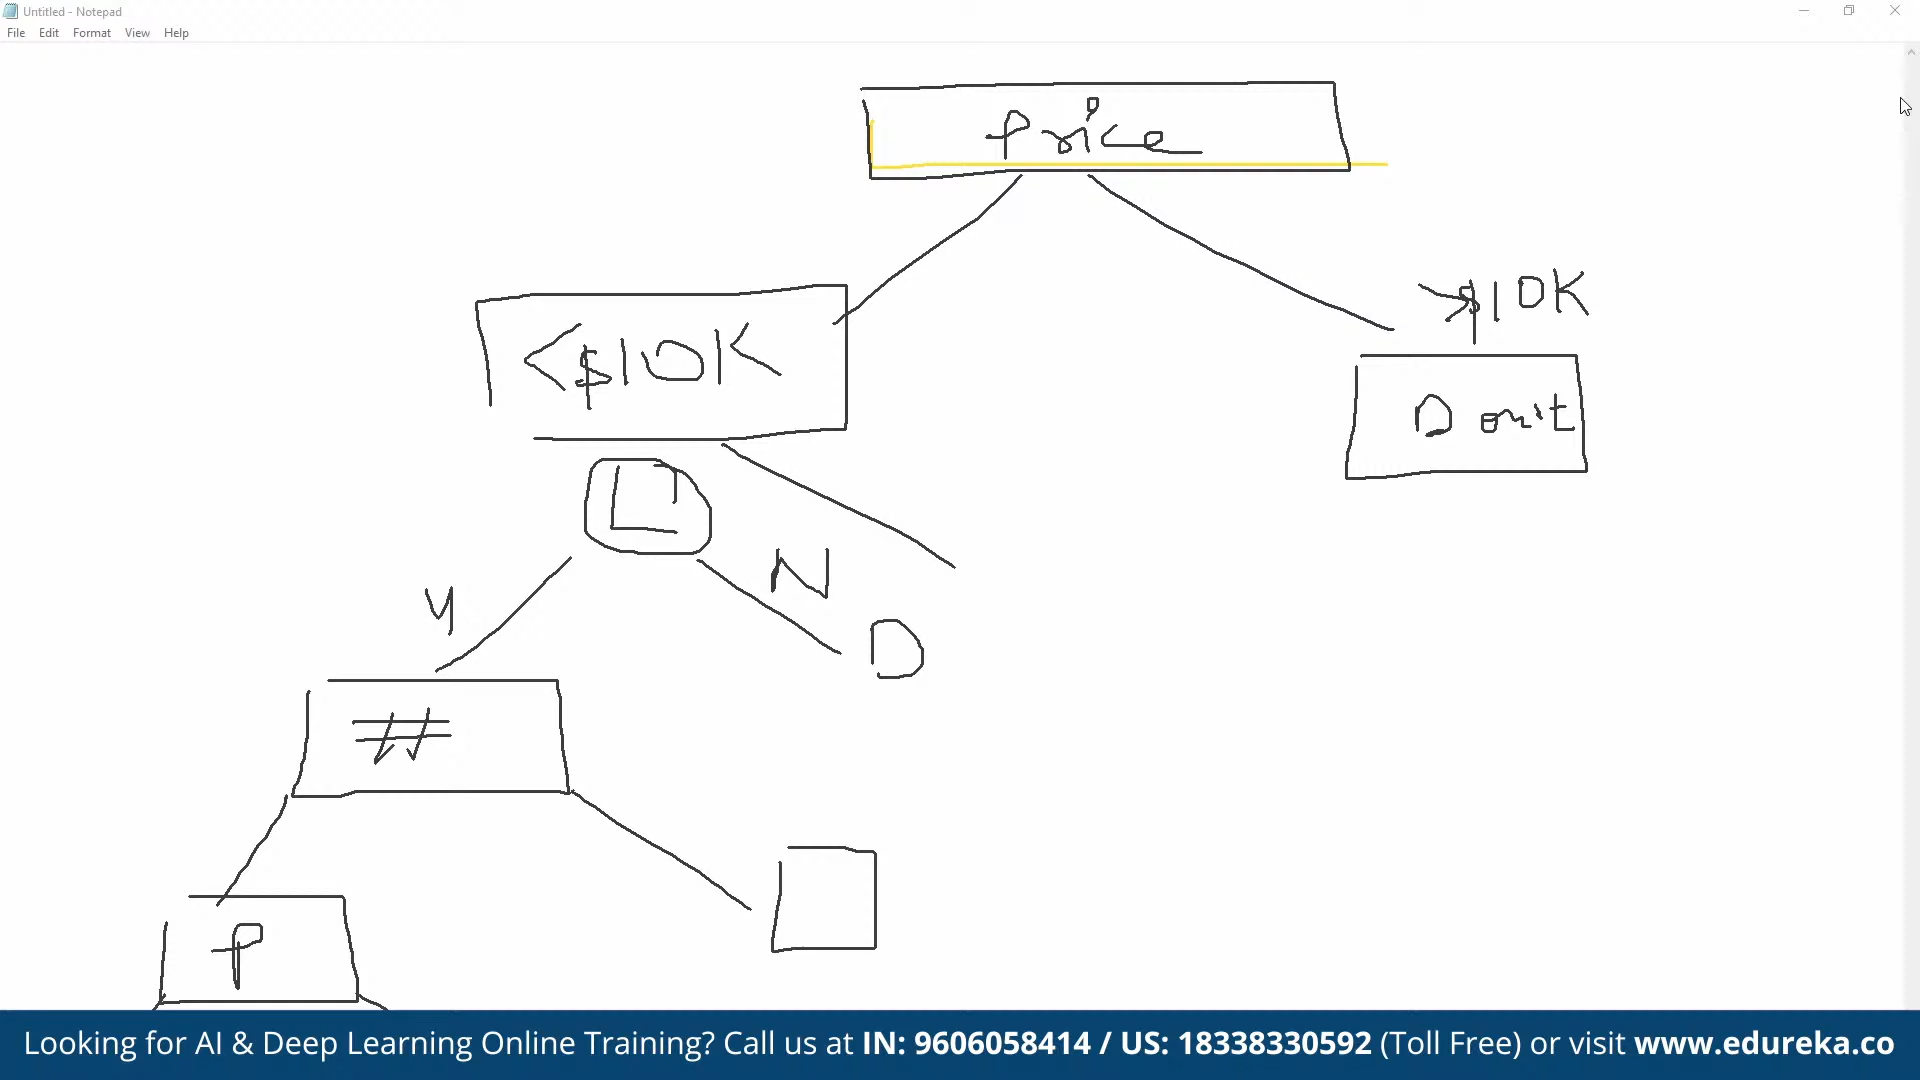 Untitled - Notepad
File Edit Format View Help
Price
>$10K
<$10K
D omit
L
N
Y
D
#
P
Looking for AI & Deep Learning Online Training? Call us at IN: 9606058414 / US: 18338330592 (Toll Free) or visit www.edureka.co